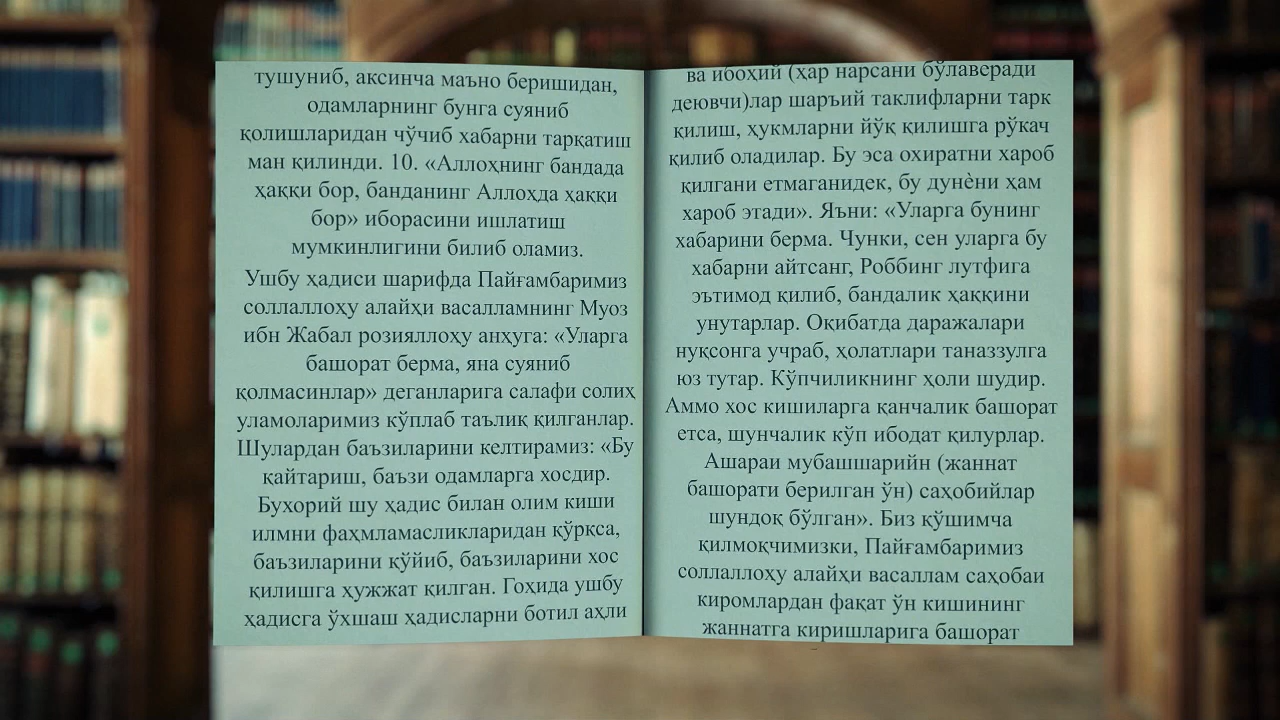 тушуниб, аксинча маъно беришидан,
одамларнинг бунга суяниб
қолишларидан чўчиб хабарни тарқатиш
ман қилинди. 10. «Аллоҳнинг бандада
ҳаққи бор, банданинг Аллоҳда ҳаққи
бор» иборасини ишлатиш
мумкинлигини билиб оламиз.
Ушбу ҳадиси шарифда Пайғамбаримиз
соллаллоҳу алайҳи васалламнинг Муоз
ибн Жабал розияллоҳу анҳуга: «Уларга
башорат берма, яна суяниб
қолмасинлар» деганларига салафи солиҳ
уламоларимиз кўплаб таълиқ қилганлар.
Шулардан баъзиларини келтирамиз: «Бу
қайтариш, баъзи одамларга хосдир.
Бухорий шу ҳадис билан олим киши
илмни фаҳмламасликларидан қўрқса,
баъзиларини қўйиб, баъзиларини хос
қилишга ҳужжат қилган. Гоҳида ушбу
ҳадисга ўхшаш ҳадисларни ботил аҳли
ва ибоҳий (ҳар нарсани бўлаверади
деювчи)лар шаръий таклифларни тарк
қилиш, ҳукмларни йўқ қилишга рўкач
қилиб оладилар. Бу эса охиратни хароб
қилгани етмаганидек, бу дунѐни ҳам
хароб этади». Яъни: «Уларга бунинг
хабарини берма. Чунки, сен уларга бу
хабарни айтсанг, Роббинг лутфига
эътимод қилиб, бандалик ҳаққини
унутарлар. Оқибатда даражалари
нуқсонга учраб, ҳолатлари таназзулга
юз тутар. Кўпчиликнинг ҳоли шудир.
Аммо хос кишиларга қанчалик башорат
етса, шунчалик кўп ибодат қилурлар.
Ашараи мубашшарийн (жаннат
башорати берилган ўн) саҳобийлар
шундоқ бўлган». Биз қўшимча
қилмоқчимизки, Пайғамбаримиз
соллаллоҳу алайҳи васаллам саҳобаи
киромлардан фақат ўн кишининг
жаннатга киришларига башорат